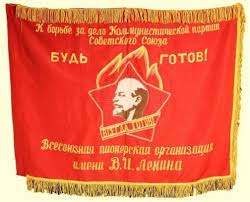 К борьбе за дело Коммунистической партии
Советского Союза
БУДЬ ГОТОВ!
ВСЕГДА ГОТОВ!
Всесоюзная пионерская организация
имени В.И. Ленина